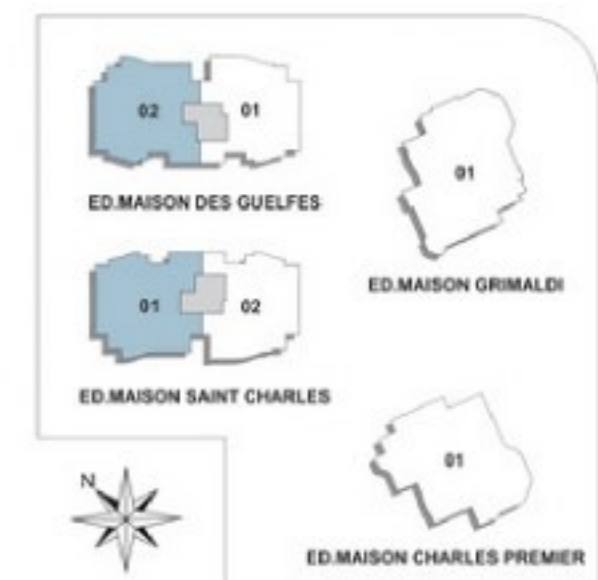 02 01
ED.MAISON DES GUELFES
01
ED.MAISON GRIMALDI
01 02
ED.MAISON SAINT CHARLES
N
01
ED.MAISON CHARLES PREMIER